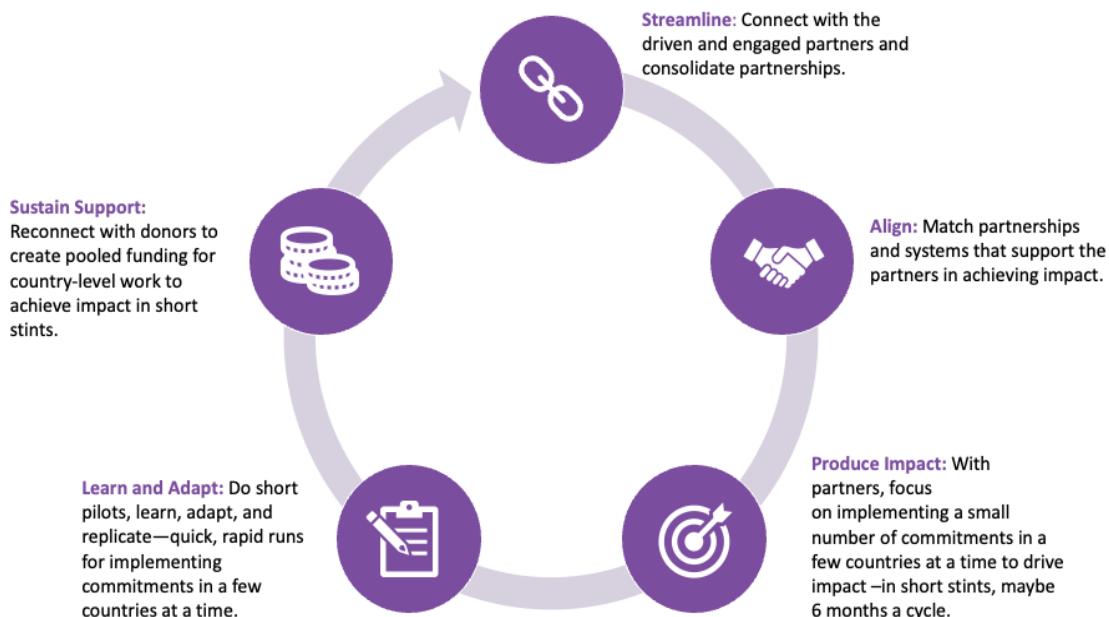 Streamline: Connect with the
driven and engaged partners and
consolidate partnerships.
Align: Match partnerships
and systems that support the
partners in achieving impact.
Produce Impact: With
partners, focus
on implementing a small
number of commitments in a
few countries at a time to drive
impact –in short stints, maybe
6 months a cycle.
Learn and Adapt: Do short
pilots, learn, adapt, and
replicate—quick, rapid runs
for implementing
commitments in a few
countries at a time.
Sustain Support:
Reconnect with donors to
create pooled funding for
country-level work to
achieve impact in short
stints.